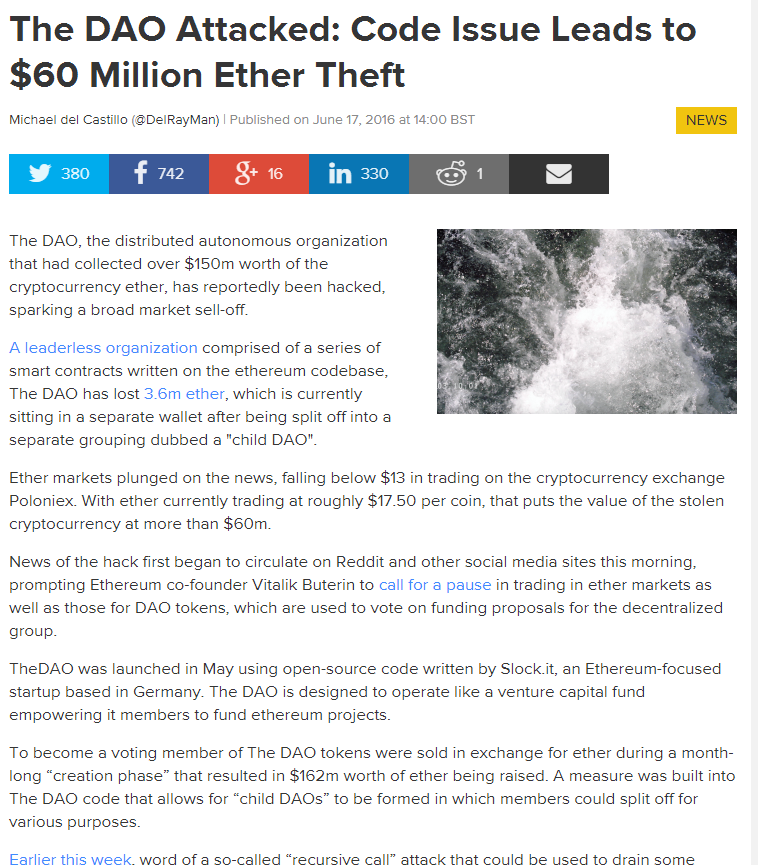 The DAO Attacked: Code Issue Leads to
$60 Million Ether Theft
Michael del Castillo (@DelRayMan) | Published on June 17, 2016 at 14:00 BST
NEWS
380
742
g+ 16
in 330
1
The DAO, the distributed autonomous organization
that had collected over $150m worth of the
cryptocurrency ether, has reportedly been hacked,
sparking a broad market sell-off.
A leaderless organization comprised of a series of
smart contracts written on the ethereum codebase,
The DAO has lost 3.6m ether, which is currently
sitting in a separate wallet after being split off into a
separate grouping dubbed a "child DAO".
Ether markets plunged on the news, falling below $13 in trading on the cryptocurrency exchange
Poloniex. With ether currently trading at roughly $17.50 per coin, that puts the value of the stolen
cryptocurrency at more than $60m.
News of the hack first began to circulate on Reddit and other social media sites this morning,
prompting Ethereum co-founder Vitalik Buterin to call for a pause in trading in ether markets as
well as those for DAO tokens, which are used to vote on funding proposals for the decentralized
group.
TheDAO was launched in May using open-source code written by Slock.it, an Ethereum-focused
startup based in Germany. The DAO is designed to operate like a venture capital fund
empowering it members to fund ethereum projects.
To become a voting member of The DAO tokens were sold in exchange for ether during a month-
long “creation phase” that resulted in $162m worth of ether being raised. A measure was built into
The DAO code that allows for “child DAOs” to be formed in which members could split off for
various purposes.
Earlier this week, word of a so-called “recursive call” attack that could be used to drain some